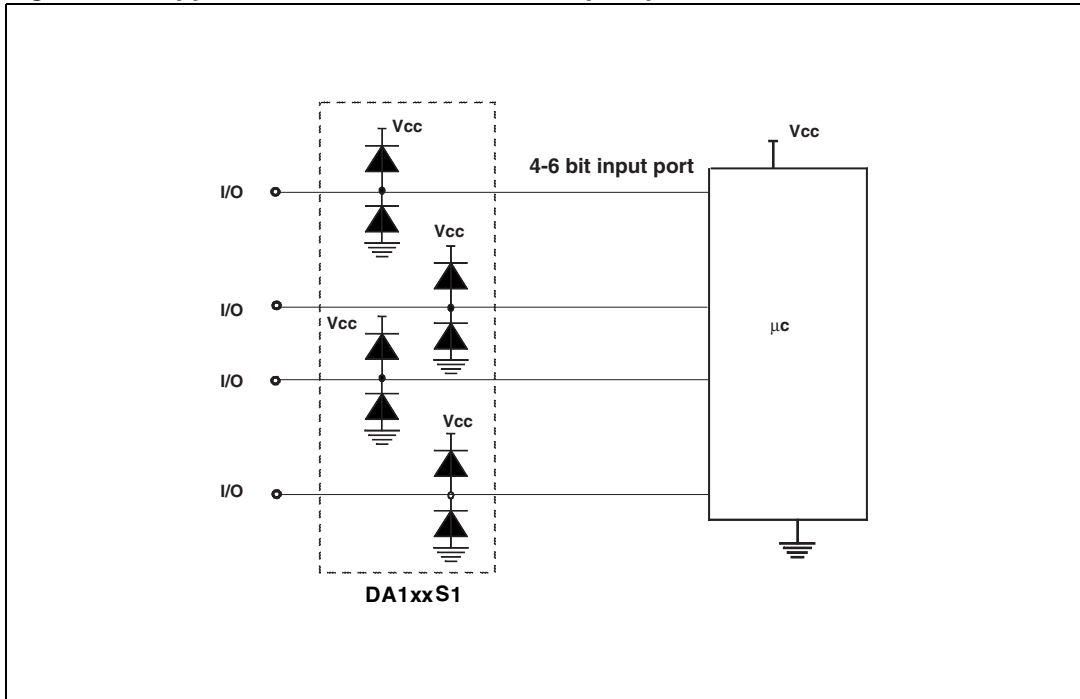 Vcc
Vcc
4-6 bit input port
I/O
Vcc
I/O
Vcc
μc
I/O
Vcc
I/O
DA1xxS1